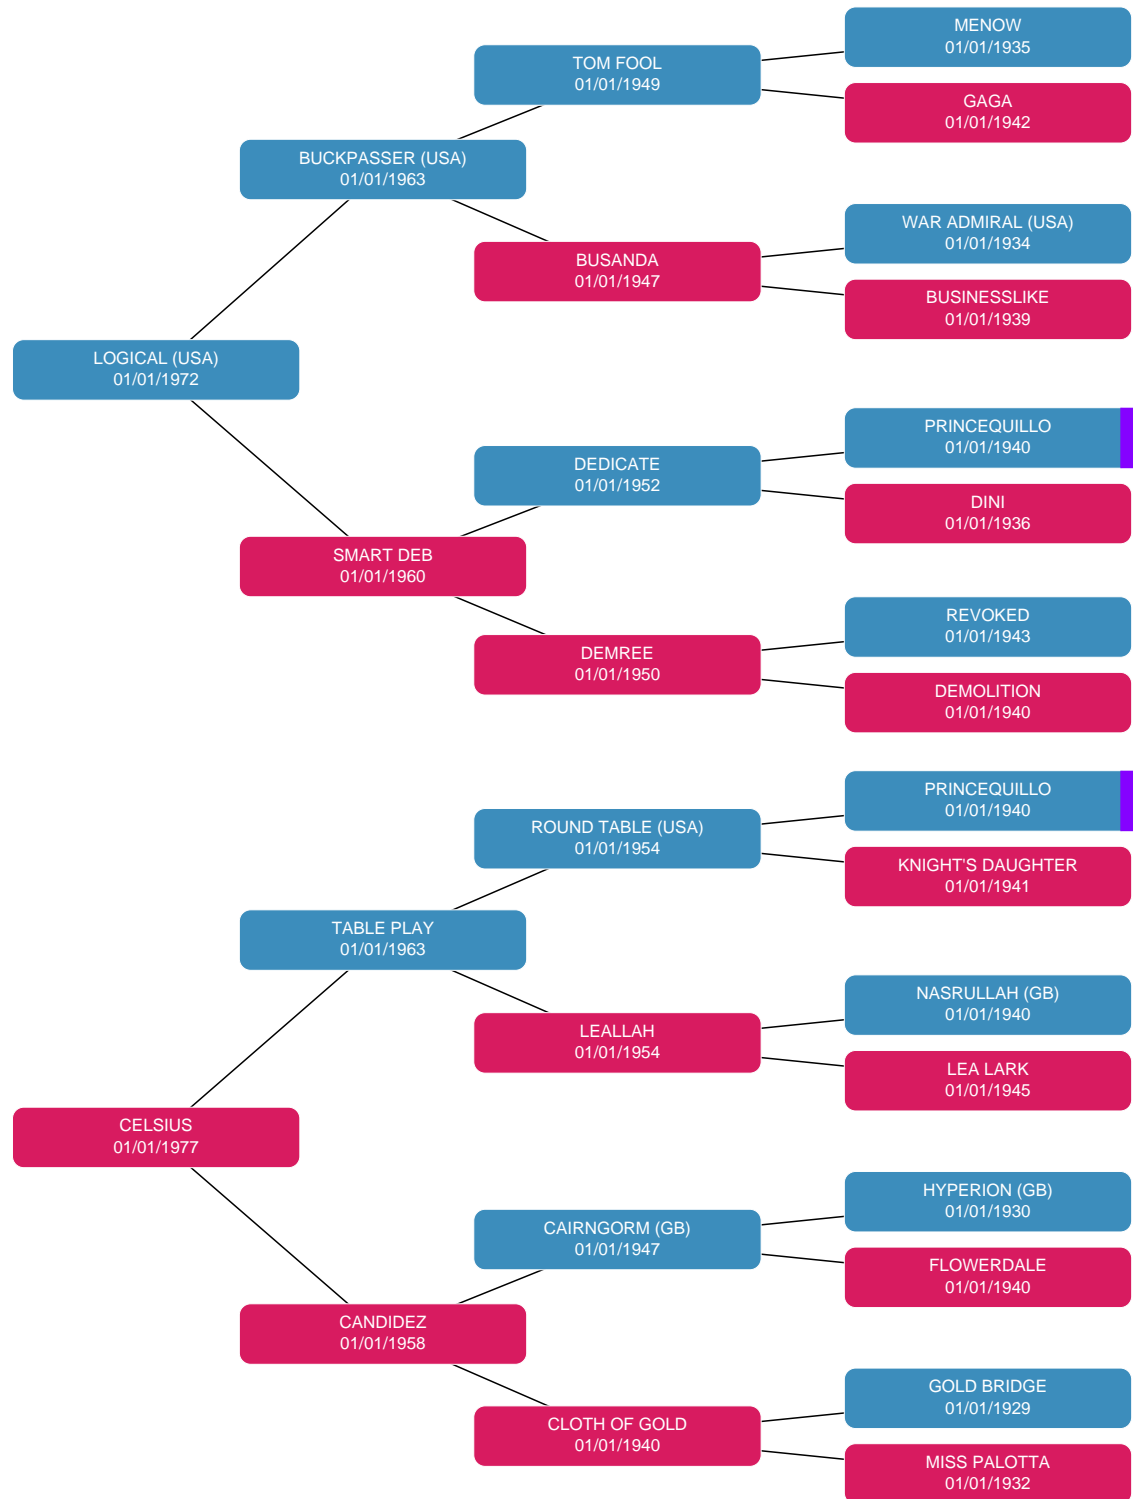 MENOW
01/01/1935
TOM FOOL
01/01/1949
GAGA
01/01/1942
BUCKPASSER (USA)
01/01/1963
WAR ADMIRAL (USA)
01/01/1934
BUSANDA
01/01/1947
BUSINESSLIKE
01/01/1939
LOGICAL (USA)
01/01/1972
PRINCEQUILLO
01/01/1940
DEDICATE
01/01/1952
DINI
01/01/1936
SMART DEB
01/01/1960
REVOKED
01/01/1943
DEMREE
01/01/1950
DEMOLITION
01/01/1940
PRINCEQUILLO
01/01/1940
ROUND TABLE (USA)
01/01/1954
KNIGHT'S DAUGHTER
01/01/1941
TABLE PLAY
01/01/1963
NASRULLAH (GB)
01/01/1940
LEALLAH
01/01/1954
LEA LARK
01/01/1945
CELSIUS
01/01/1977
HYPERION (GB)
01/01/1930
CAIRNGORM (GB)
01/01/1947
FLOWERDALE
01/01/1940
CANDIDEZ
01/01/1958
GOLD BRIDGE
01/01/1929
CLOTH OF GOLD
01/01/1940
MISS PALOTTA
01/01/1932